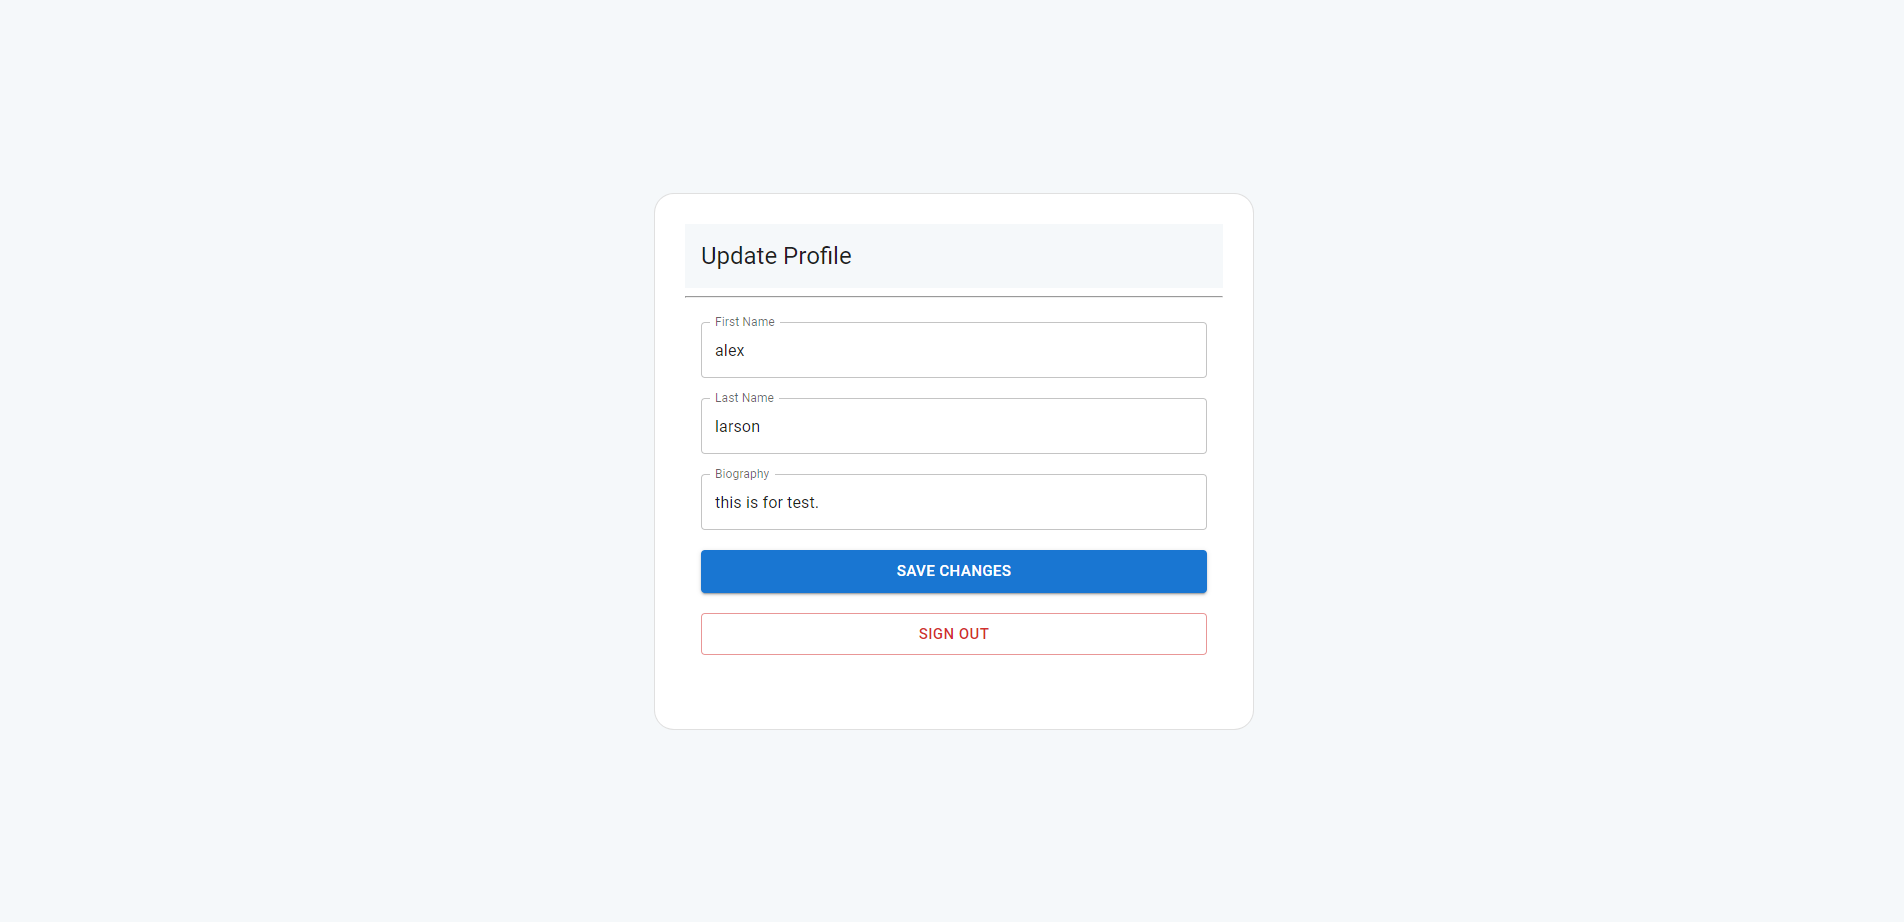 Update Profile
First Name
alex
Last Name
larson
Biography
this is for test.
SAVE CHANGES
SIGN OUT